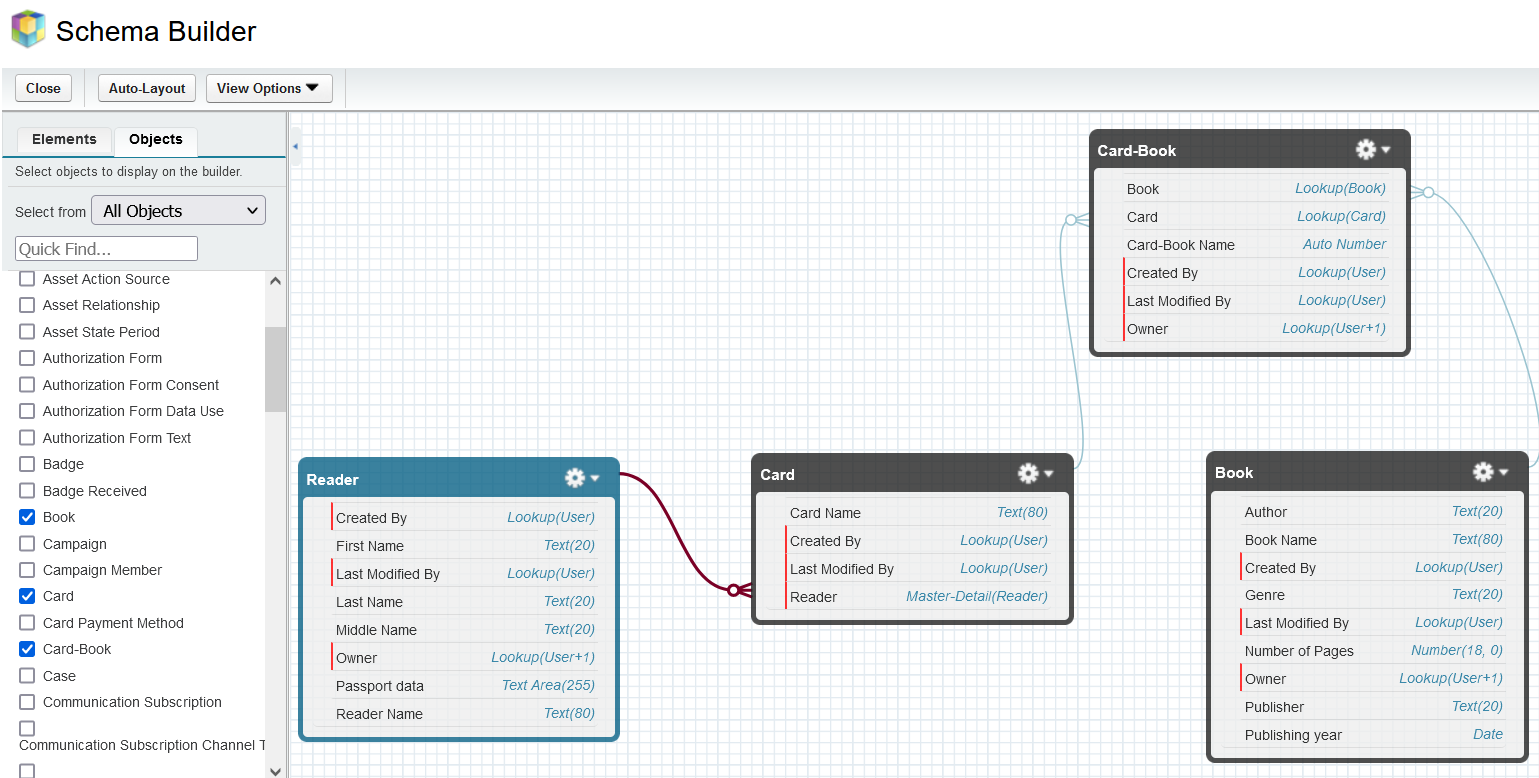 Schema Builder
Close
Auto-Layout
View Options
Elements
Objects
Select objects to display on the builder.
Select from
All Objects
Quick Find...
Asset Action Source
Asset Relationship
Asset State Period
Authorization Form
Authorization Form Consent
Authorization Form Data Use
Authorization Form Text
Badge
Badge Received
Book
Campaign
Campaign Member
Card
Card Payment Method
Card-Book
Case
Communication Subscription
Communication Subscription Channel T
Card-Book
Book Lookup(Book)
Card Lookup(Card)
Card-Book Name Auto Number
Created By Lookup(User)
Last Modified By Lookup(User)
Owner Lookup(User+1)
Reader
Created By Lookup(User)
First Name Text(20)
Last Modified By Lookup(User)
Last Name Text(20)
Middle Name Text(20)
Owner Lookup(User+1)
Passport data Text Area(255)
Reader Name Text(80)
Card
Card Name Text(80)
Created By Lookup(User)
Last Modified By Lookup(User)
Reader Master-Detail(Reader)
Book
Author Text(20)
Book Name Text(80)
Created By Lookup(User)
Genre Text(20)
Last Modified By Lookup(User)
Number of Pages Number(18, 0)
Owner Lookup(User+1)
Publisher Text(20)
Publishing year Date